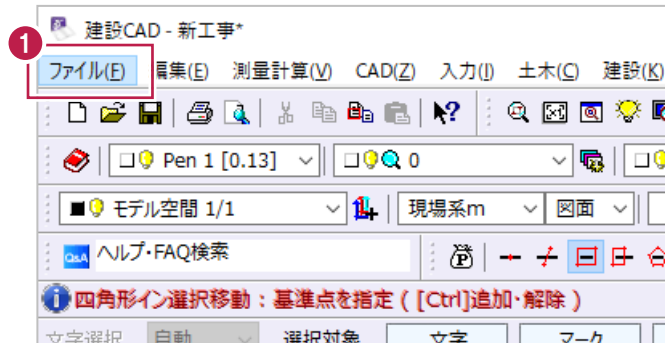 建設CAD - 新工事*
1
ファイル(F) 編集(E) 測量計算(V) CAD(Z) 入力(I) 土木(C) 建設(K)
Pen 1 [0.13] 0
モデル空間 1/1 現場系m 図面
Q&A ヘルプ・FAQ検索
四角形イン選択移動:基準点を指定([Ctrl]追加・解除)
文字選択 自動 選択対象 文字 マーク